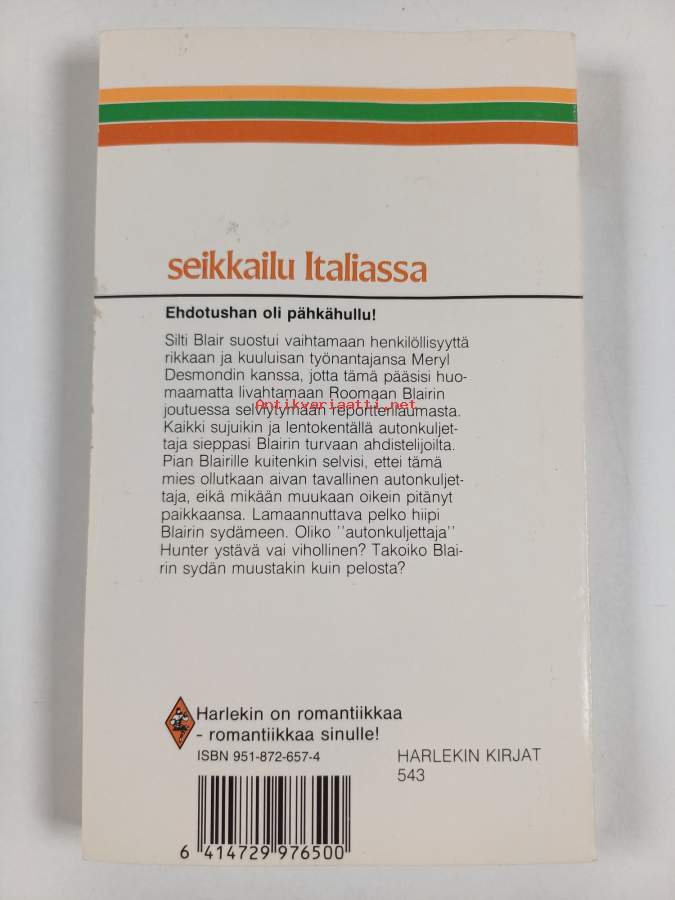 seikkailu Italiassa
Ehdotushan oli pähkähullu!
Silti Blair suostui vaihtamaan henkilöllisyyttä
rikkaan ja kuuluisan työnantajansa Meryl
Desmondin kanssa, jotta tämä pääsisi huo-
maamatta livahtamaan Roomaan Blairin
Antikvariaatti.net
joutuessa selviytymään reportterilaumasta.
Kaikki sujuikin ja lentokentällä autonkuljet-
taja sieppasi Blairin turvaan ahdistelijoilta.
Pian Blairille kuitenkin selvisi, ettei tämä
mies ollutkaan aivan tavallinen autonkuljet-
taja, eikä mikään muukaan oikein pitänyt
paikkaansa. Lamaannuttava pelko hiipi
Blairin sydämeen. Oliko ''autonkuljettaja''
Hunter ystävä vai vihollinen? Takoiko Blai-
rin sydän muustakin kuin pelosta?
Harlekin on romantiikkaa
- romantiikkaa sinulle!
ISBN 951-872-657-4
HARLEKIN KIRJAT
543
6 414729 976500